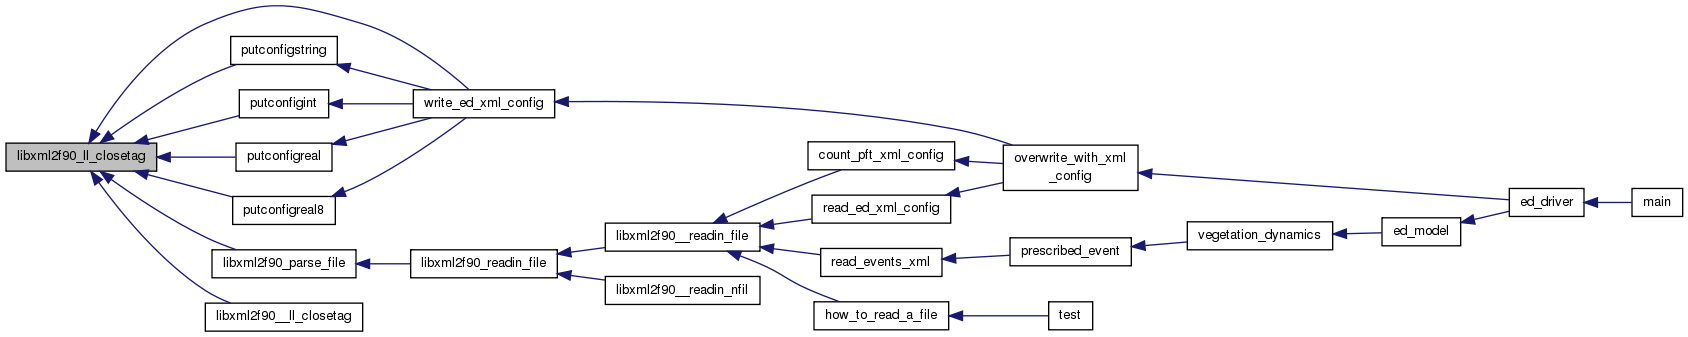 putconfigstring
putconfigint
write_ed_xml_config
libxml2f90_ll_closetag
putconfigreal
count_pft_xml_config
overwrite_with_xml
_config
putconfigreal8
read_ed_xml_config
ed_driver
main
libxml2f90__readin_file
vegetation_dynamics
ed_model
prescribed_event
libxml2f90_parse_file
libxml2f90_readin_file
read_events_xml
libxml2f90__readin_nfil
libxml2f90__ll_closetag
how_to_read_a_file
test